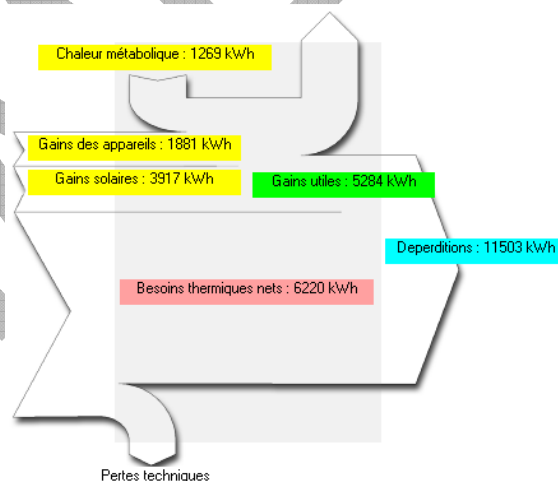 Chaleur métabolique : 1269 kWh
Gains des appareils : 1881 kWh
Gains solaires : 3917 kWh
Gains utiles : 5284 kWh
Deperditions : 11503 kWh
Besoins thermiques nets : 6220 kWh
Pertes techniques